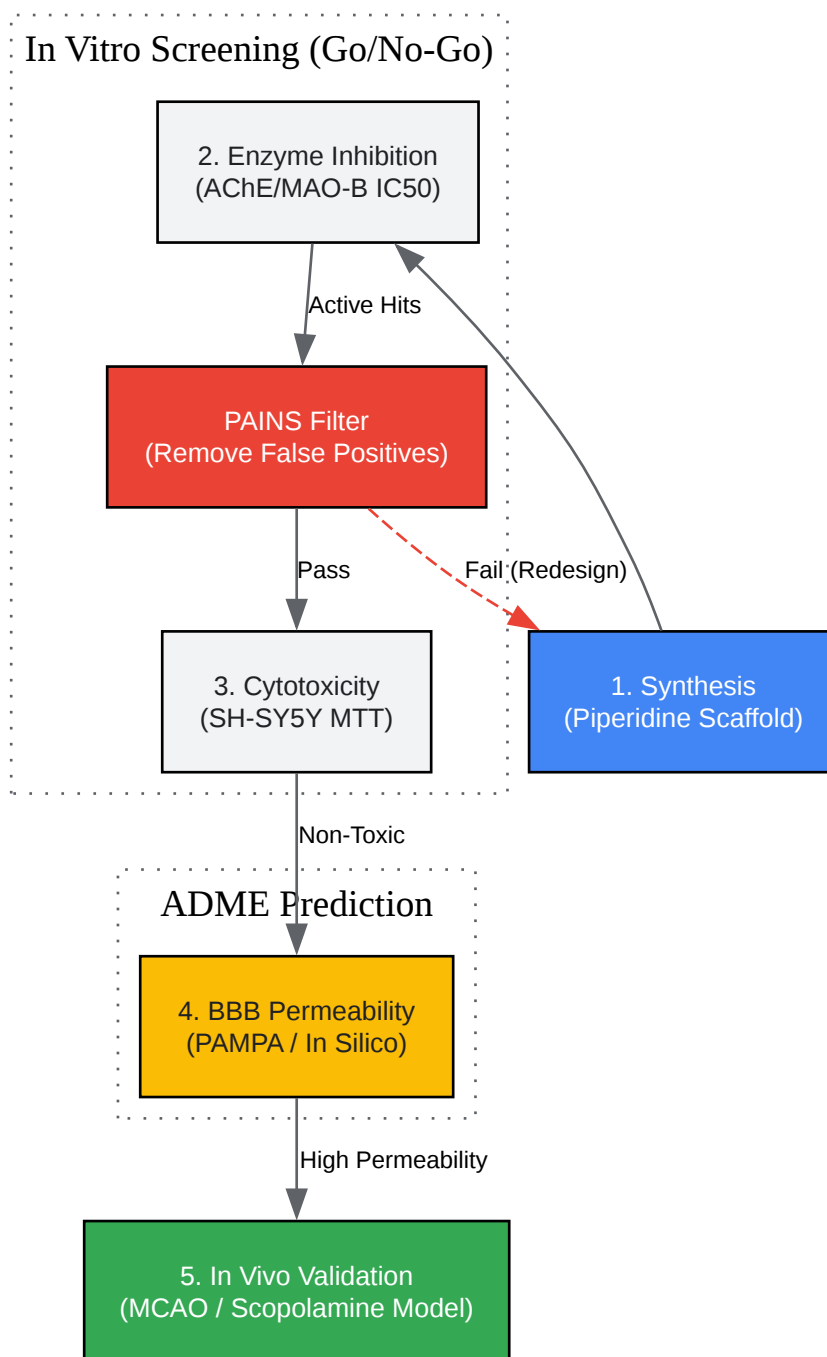 In Vitro Screening (Go/No-Go)
2. Enzyme Inhibition
(AChE/MAO-B IC50)
Active Hits
PAINS Filter
(Remove False Positives)
Pass
Fail (Redesign)
3. Cytotoxicity
(SH-SY5Y MTT)
1. Synthesis
(Piperidine Scaffold)
Non-Toxic
ADME Prediction
4. BBB Permeability
(PAMPA / In Silico)
High Permeability
5. In Vivo Validation
(MCAO / Scopolamine Model)